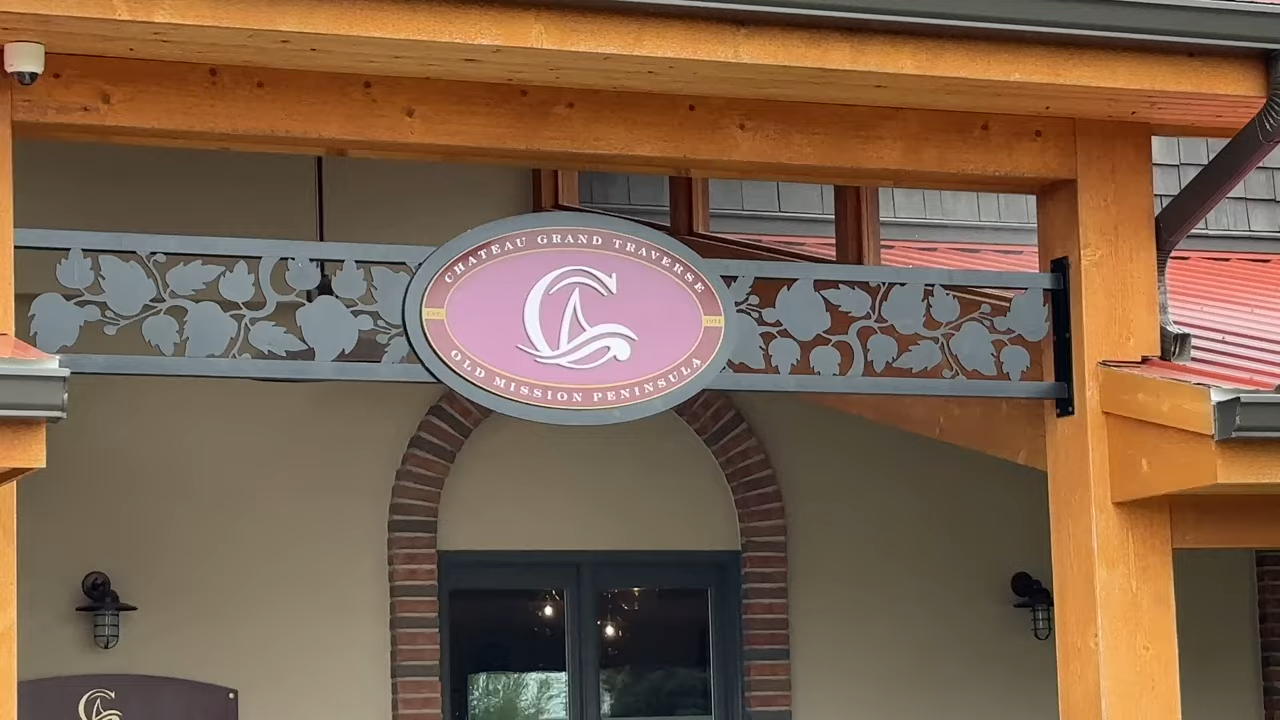 CHATEAU GRAND TRAVERSE
EST. 1974
OLD MISSION PENINSULA